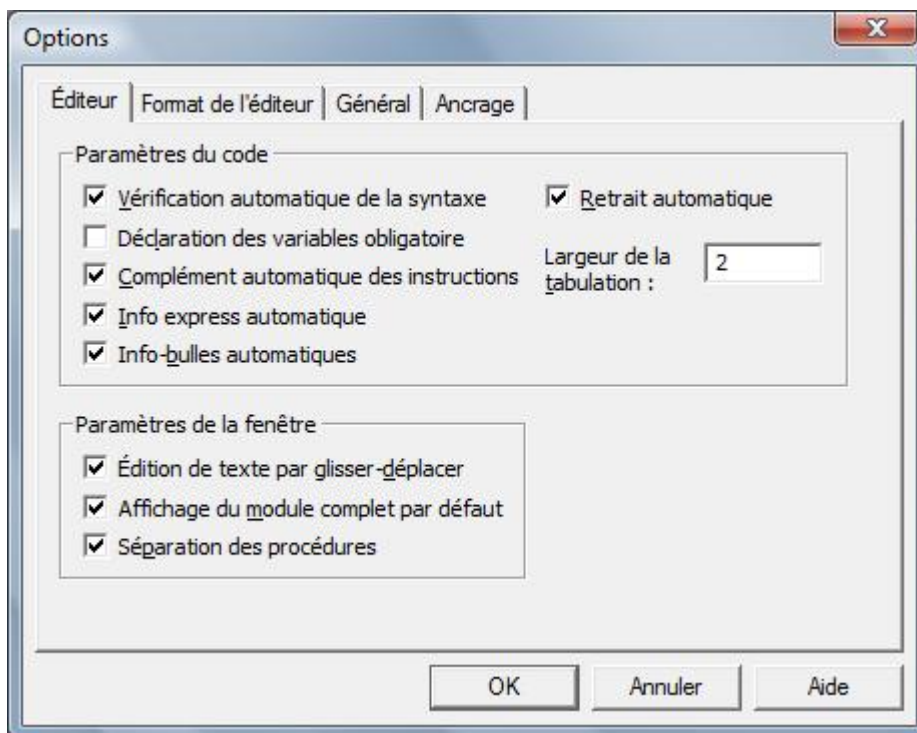 Options
Éditeur
Format de l'éditeur
Général
Ancrage
Paramètres du code
Vérification automatique de la syntaxe
Retrait automatique
Déclaration des variables obligatoire
Complément automatique des instructions
Largeur de la
tabulation :
2
Info express automatique
Info-bulles automatiques
Paramètres de la fenêtre
Édition de texte par glisser-déplacer
Affichage du module complet par défaut
Séparation des procédures
OK
Annuler
Aide